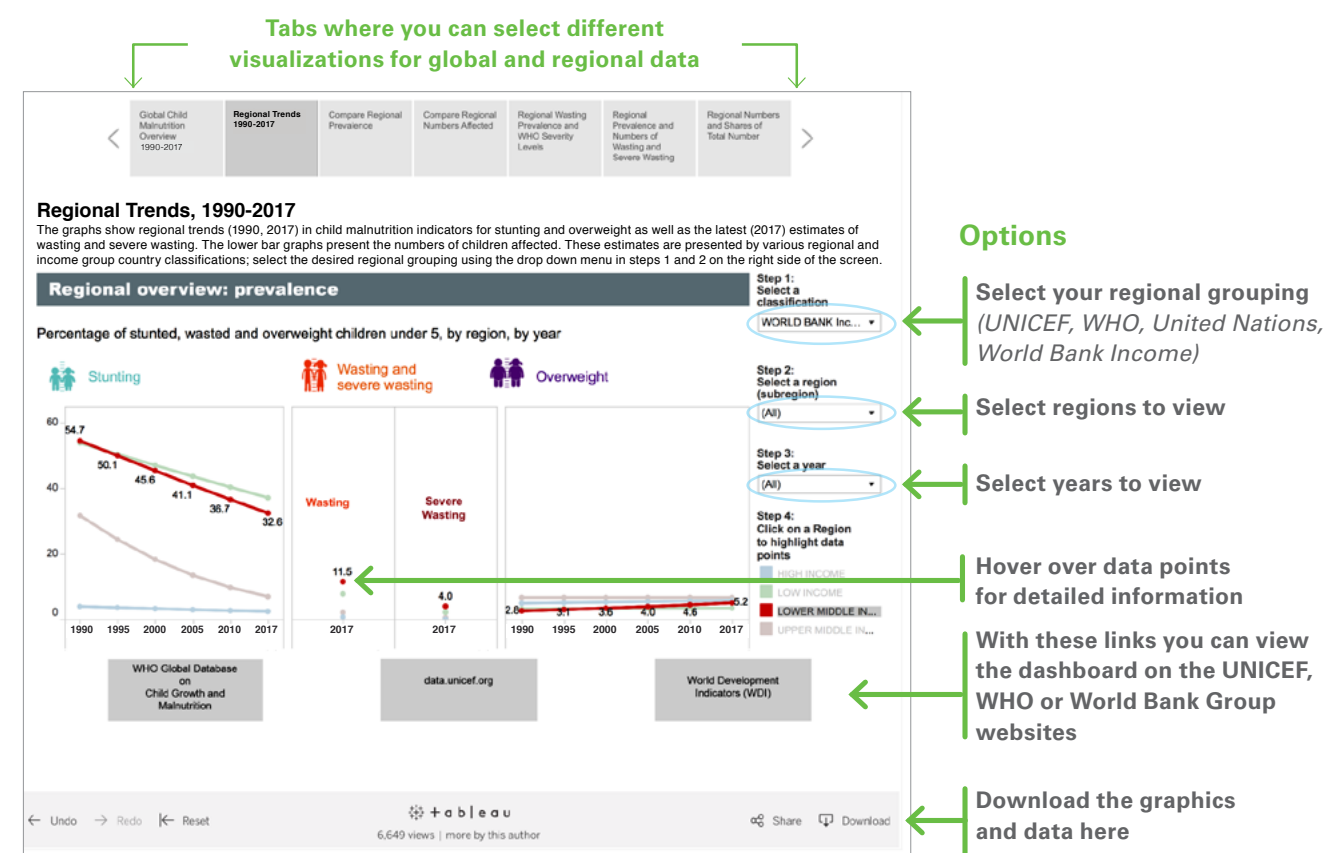 Tabs where you can select different
visualizations for global and regional data
Global Child
Malnutrition
Overview
1990-2017
Regional Trends
1990-2017
Compare Regional
Prevalence
Compare Regional
Numbers Affected
Regional Wasting
Prevalence and
WHO Severity
Levels
Regional
Prevalence and
Numbers of
Wasting and
Severe Wasting
Regional Numbers
and Shares of
Total Number
Regional Trends, 1990-2017
The graphs show regional trends (1990, 2017) in child malnutrition indicators for stunting and overweight as well as the latest (2017) estimates of
wasting and severe wasting. The lower bar graphs present the numbers of children affected. These estimates are presented by various regional and
income group country classifications; select the desired regional grouping using the drop down menu in steps 1 and 2 on the right side of the screen.
Regional overview: prevalence
Percentage of stunted, wasted and overweight children under 5, by region, by year
Stunting
Wasting and
severe wasting
Overweight
60
40
20
0
54.7
50.1
45.6
41.1
36.7
32.6
1990 1995 2000 2005 2010 2017
Wasting
11.5
2017
Severe
Wasting
4.0
2017
2.8 3.1 3.6 4.0 4.6 5.2
1990 1995 2000 2005 2010 2017
Step 1:
Select a
classification
WORLD BANK Inc...
Step 2:
Select a region
(subregion)
(All)
Step 3:
Select a year
(All)
Step 4:
Click on a Region
to highlight data
points
HIGH INCOME
LOW INCOME
LOWER MIDDLE IN...
UPPER MIDDLE IN...
WHO Global Database
on
Child Growth and
Malnutrition
data.unicef.org
World Development
Indicators (WDI)
Undo Redo Reset
+ableau
6,649 views | more by this author
Share Download
Options
Select your regional grouping
(UNICEF, WHO, United Nations,
World Bank Income)
Select regions to view
Select years to view
Hover over data points
for detailed information
With these links you can view
the dashboard on the UNICEF,
WHO or World Bank Group
websites
Download the graphics
and data here